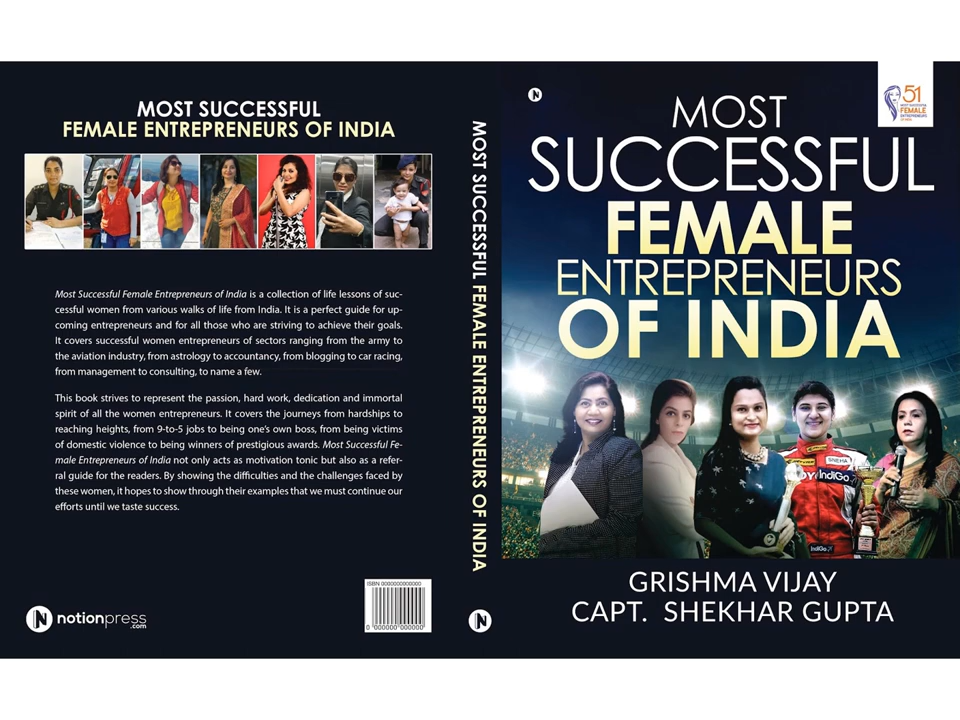 MOST SUCCESSFUL
FEMALE ENTREPRENEURS OF INDIA
Most Successful Female Entrepreneurs of India is a collection of life lessons of suc-
cessful women from various walks of life from India. It is a perfect guide for up-
coming entrepreneurs and for all those who are striving to achieve their goals.
It covers successful women entrepreneurs of sectors ranging from the army to
the aviation industry, from astrology to accountancy, from blogging to car racing,
from management to consulting, to name a few.
This book strives to represent the passion, hard work, dedication and immortal
spirit of all the women entrepreneurs. It covers the journeys from hardships to
reaching heights, from 9-to-5 jobs to being one's own boss, from being victims
of domestic violence to being winners of prestigious awards. Most Successful Fe-
male Entrepreneurs of India not only acts as motivation tonic but also as a refer-
ral guide for the readers. By showing the difficulties and the challenges faced by
these women, it hopes to show through their examples that we must continue our
efforts until we taste success.
N notionpress
.com
ISBN 0000000000000
0 000000 000000
MOST SUCCESSFUL FEMALE ENTREPRENEURS OF INDIA
N
N
51
MOST SUCCESSFUL
FEMALE
ENTREPRENEURS
OF INDIA
MOST
SUCCESSFUL
FEMALE
ENTREPRENEURS
OF INDIA
SNEHA
IndiGo
IndiGo
GRISHMA VIJAY
CAPT. SHEKHAR GUPTA